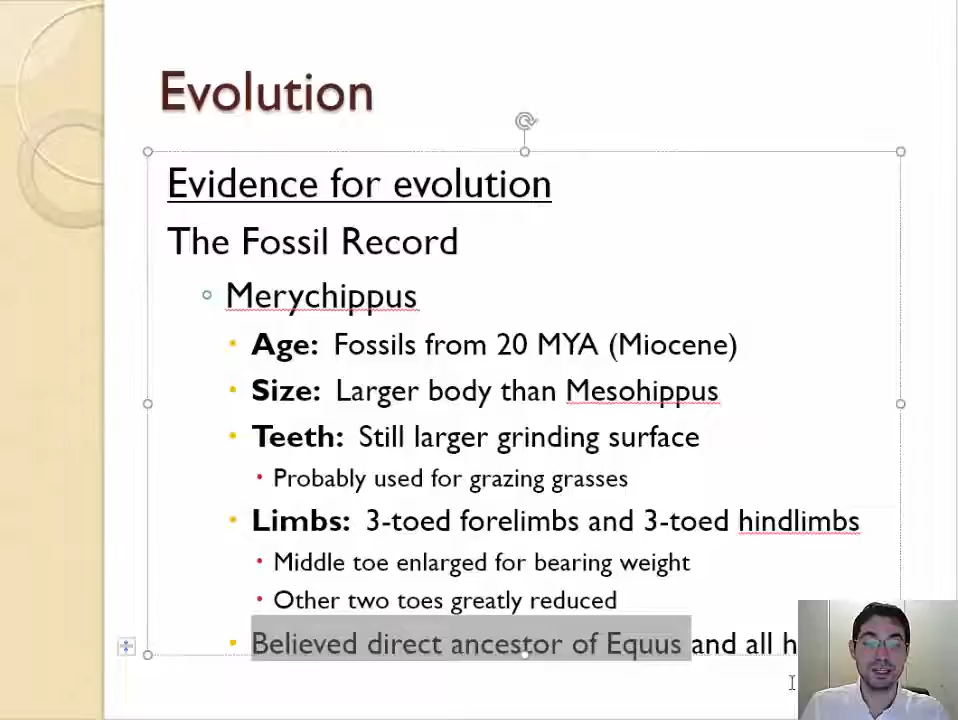 Evolution
Evidence for evolution
The Fossil Record
Merychippus
Age: Fossils from 20 MYA (Miocene)
Size: Larger body than Mesohippus
Teeth: Still larger grinding surface
Probably used for grazing grasses
Limbs: 3-toed forelimbs and 3-toed hindlimbs
Middle toe enlarged for bearing weight
Other two toes greatly reduced
Believed direct ancestor of Equus and all